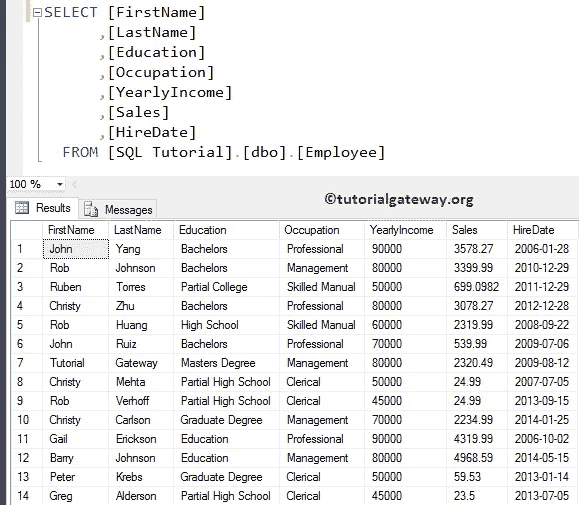 SELECT [FirstName]
,[LastName]
,[Education]
,[Occupation]
,[YearlyIncome]
,[Sales]
,[HireDate]
FROM [SQL Tutorial].[dbo].[Employee]
100 %
©tutorialgateway.org
Results Messages
FirstName LastName Education Occupation YearlyIncome Sales HireDate
1 John Yang Bachelors Professional 90000 3578.27 2006-01-28
2 Rob Johnson Bachelors Management 80000 3399.99 2010-12-29
3 Ruben Torres Partial College Skilled Manual 50000 699.0982 2011-12-29
4 Christy Zhu Bachelors Professional 80000 3078.27 2012-12-28
5 Rob Huang High School Skilled Manual 60000 2319.99 2008-09-22
6 John Ruiz Bachelors Professional 70000 539.99 2009-07-06
7 Tutorial Gateway Masters Degree Management 80000 2320.49 2009-08-12
8 Christy Mehta Partial High School Clerical 50000 24.99 2007-07-05
9 Rob Verhoff Partial High School Clerical 45000 24.99 2013-09-15
10 Christy Carlson Graduate Degree Management 70000 2234.99 2014-01-25
11 Gail Erickson Education Professional 90000 4319.99 2006-10-02
12 Barry Johnson Education Management 80000 4968.59 2014-05-15
13 Peter Krebs Graduate Degree Clerical 50000 59.53 2013-01-14
14 Greg Alderson Partial High School Clerical 45000 23.5 2013-07-05